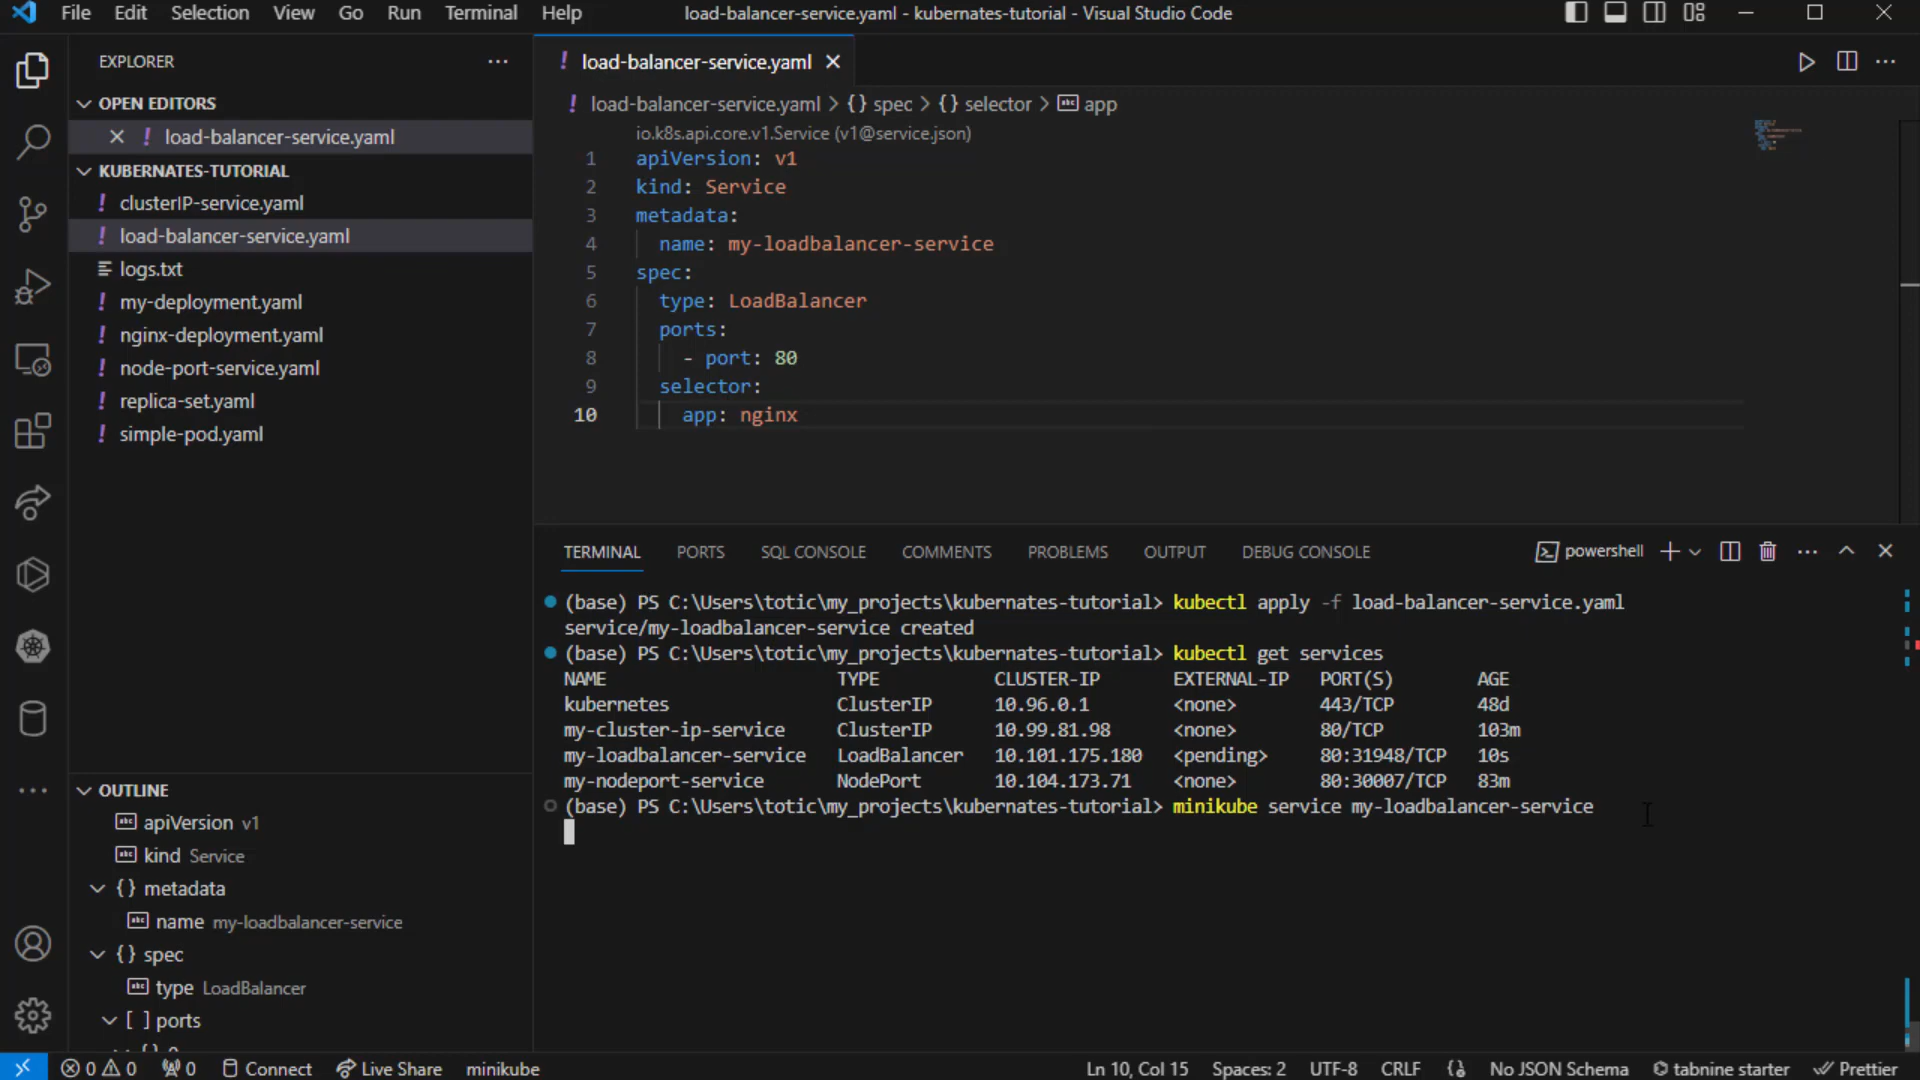 File Edit Selection View Go Run Terminal Help
load-balancer-service.yaml - kubernates-tutorial - Visual Studio Code
EXPLORER
OPEN EDITORS
load-balancer-service.yaml
KUBERNATES-TUTORIAL
clusterIP-service.yaml
load-balancer-service.yaml
logs.txt
my-deployment.yaml
nginx-deployment.yaml
node-port-service.yaml
replica-set.yaml
simple-pod.yaml
OUTLINE
apiVersion v1
kind Service
metadata
name my-loadbalancer-service
spec
type LoadBalancer
[ ] ports
load-balancer-service.yaml
load-balancer-service.yaml > {} spec > {} selector > app
io.k8s.api.core.v1.Service (v1@service.json)
1 apiVersion: v1
2 kind: Service
3 metadata:
4 name: my-loadbalancer-service
5 spec:
6 type: LoadBalancer
7 ports:
8 - port: 80
9 selector:
10 app: nginx
TERMINAL PORTS SQL CONSOLE COMMENTS PROBLEMS OUTPUT DEBUG CONSOLE
powershell
(base) PS C:\Users\totic\my_projects\kubernates-tutorial> kubectl apply -f load-balancer-service.yaml
service/my-loadbalancer-service created
(base) PS C:\Users\totic\my_projects\kubernates-tutorial> kubectl get services
NAME TYPE CLUSTER-IP EXTERNAL-IP PORT(S) AGE
kubernetes ClusterIP 10.96.0.1 <none> 443/TCP 48d
my-cluster-ip-service ClusterIP 10.99.81.98 <none> 80/TCP 103m
my-loadbalancer-service LoadBalancer 10.101.175.180 <pending> 80:31948/TCP 10s
my-nodeport-service NodePort 10.104.173.71 <none> 80:30007/TCP 83m
(base) PS C:\Users\totic\my_projects\kubernates-tutorial> minikube service my-loadbalancer-service
0 0 0 Connect Live Share minikube
Ln 10, Col 15 Spaces: 2 UTF-8 CRLF No JSON Schema tabnine starter Prettier